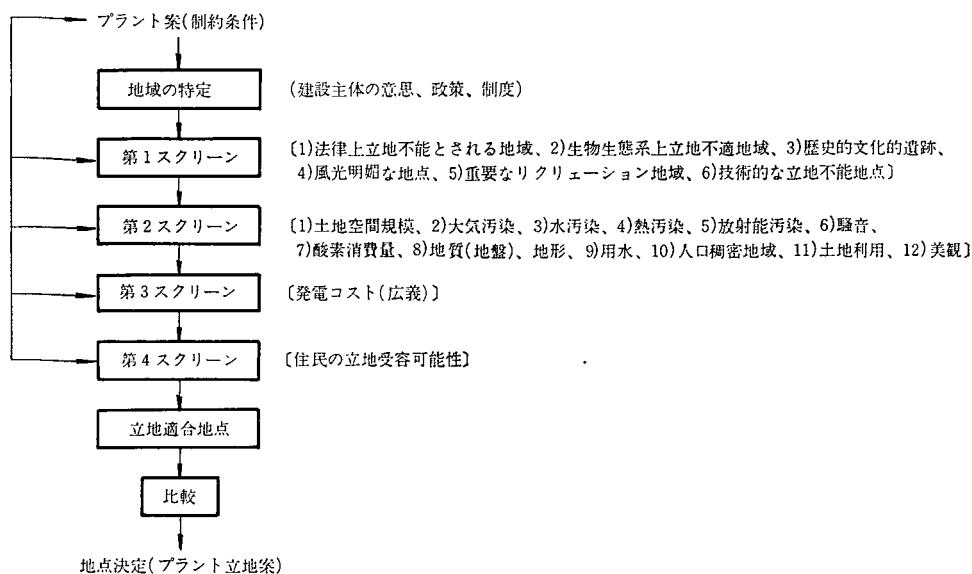 プラント案(制約条件)
地域の特定
(建設主体の意思、政策、制度)
第1スクリーン
〔1)法律上立地不能とされる地域、2)生物生態系上立地不適地域、3)歴史的文化的遺跡、
4)風光明媚な地点、5)重要なリクリェーション地域、6)技術的な立地不能地点〕
第2スクリーン
〔1)土地空間規模、2)大気汚染、3)水汚染、4)熱汚染、5)放射能汚染、6)騒音、
7)酸素消費量、8)地質(地盤)、地形、9)用水、10)人口稠密地域、11)土地利用、12)美観〕
第3スクリーン
〔発電コスト(広義)〕
第4スクリーン
〔住民の立地受容可能性〕
立地適合地点
比較
地点決定(プラント立地案)